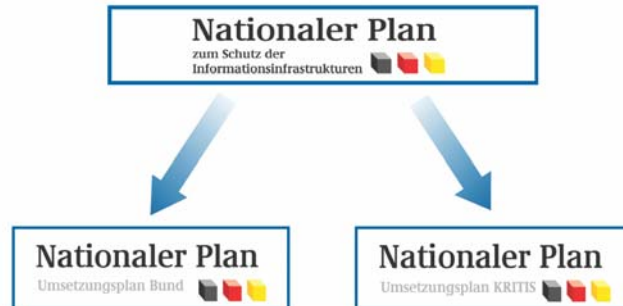 Nationaler Plan
zum Schutz der
Informationsinfrastrukturen
Nationaler Plan
Umsetzungsplan Bund
Nationaler Plan
Umsetzungsplan KRITIS